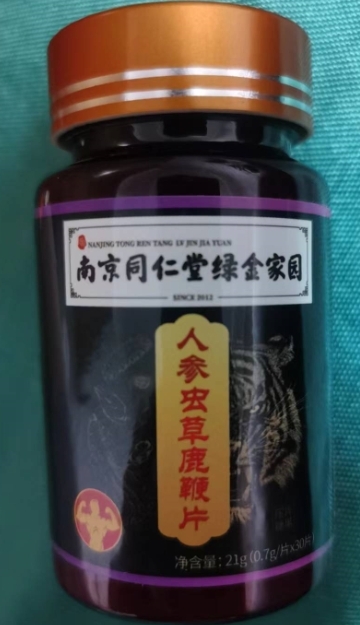 NANJING TONG REN TANG LV JIN JIA YUAN
南京同仁堂绿金家园
SINCE 2012
人参虫草鹿鞭片
净含量：21g (0.7g/片x30片)